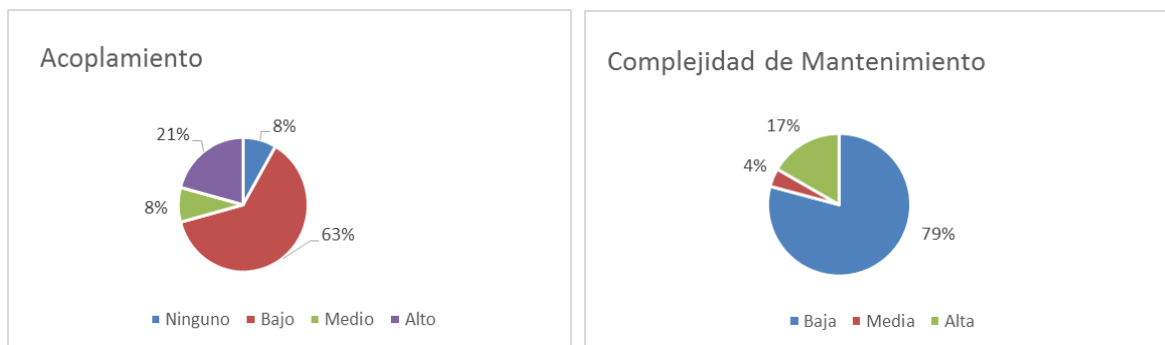 Acoplamiento
21%
8%
8%
63%
Ninguno Bajo Medio Alto
Complejidad de Mantenimiento
17%
4%
79%
Baja Media Alta